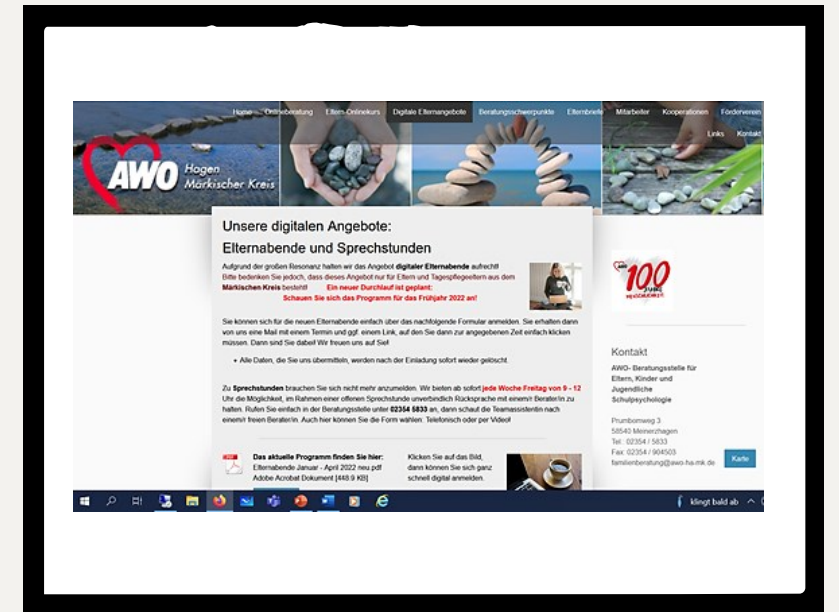 Home Onlineberatung Eltern-Onlinekurs Digitale Elternangebote Beratungsschwerpunkte Elternbriefe Mitarbeiter Kooperationen Förderverein
Links Kontakt
AWO Hagen
Märkischer Kreis
Unsere digitalen Angebote:
Elternabende und Sprechstunden
Aufgrund der großen Resonanz halten wir das Angebot digitaler Elternabende aufrecht!!
Bitte bedenken Sie jedoch, dass dieses Angebot nur für Eltern und Tagespflegeeltern aus dem
Märkischen Kreis besteht!! Ein neuer Durchlauf ist geplant:
Schauen Sie sich das Programm für das Frühjahr 2022 an!
Sie können sich für die neuen Elternabende einfach über das nachfolgende Formular anmelden. Sie erhalten dann
von uns eine Mail mit einem Termin und ggf. einem Link, auf den Sie dann zur angegebenen Zeit einfach klicken
müssen. Dann sind Sie dabei! Wir freuen uns auf Sie!
• Alle Daten, die Sie uns übermitteln, werden nach der Einladung sofort wieder gelöscht.
Zu Sprechstunden brauchen Sie sich nicht mehr anzumelden. Wir bieten ab sofort jede Woche Freitag von 9 - 12
Uhr die Möglichkeit, im Rahmen einer offenen Sprechstunde unverbindlich Rücksprache mit einem/r Berater/in zu
halten. Rufen Sie einfach in der Beratungsstelle unter 02354 5833 an, dann schaut die Teamassistentin nach
einem/r freien Berater/in. Auch hier können Sie die Form wählen: Telefonisch oder per Video!
Das aktuelle Programm finden Sie hier:
Elternabende Januar - April 2022 neu.pdf
Adobe Acrobat Dokument [448.9 KB]
Klicken Sie auf das Bild,
dann können Sie sich ganz
schnell digital anmelden.
100
JAHRE
Kontakt
AWO- Beratungsstelle für
Eltern, Kinder und
Jugendliche
Schulpsychologie
Prumbomweg 3
58540 Meinerzhagen
Tel.: 02354 / 5833
Fax: 02354 / 904503
familienberatung@awo-ha-mk.de
Karte
klingt bald ab